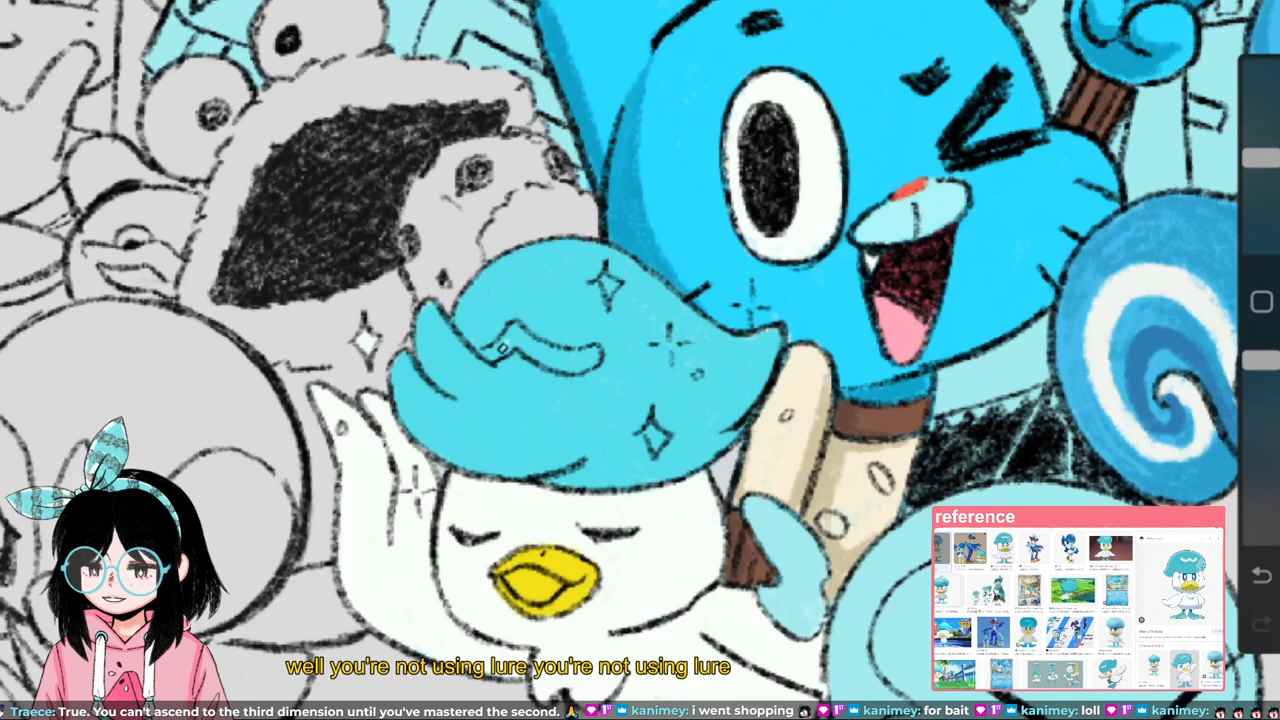 reference
well you're not using lure you're not using lure
Traece: True. You can't ascend to the third dimension until you've mastered the second. 🙏 kanimey: i went shopping kanimey: for bait kanimey: loll kanimey: